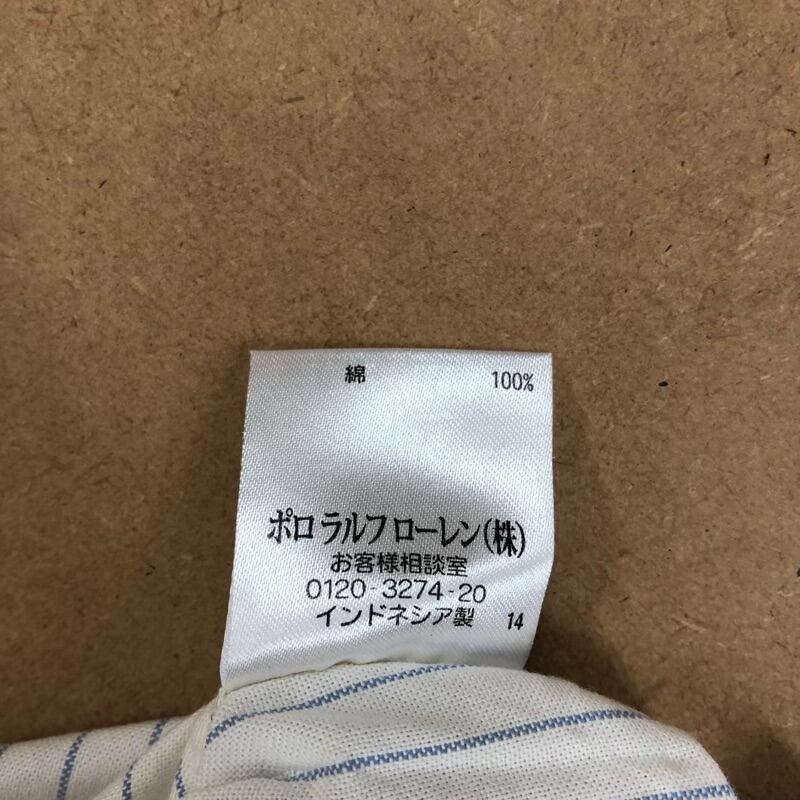 綿 100%
ポロ ラルフ ローレン(株)
お客様相談室
0120-3274-20
インドネシア製 14